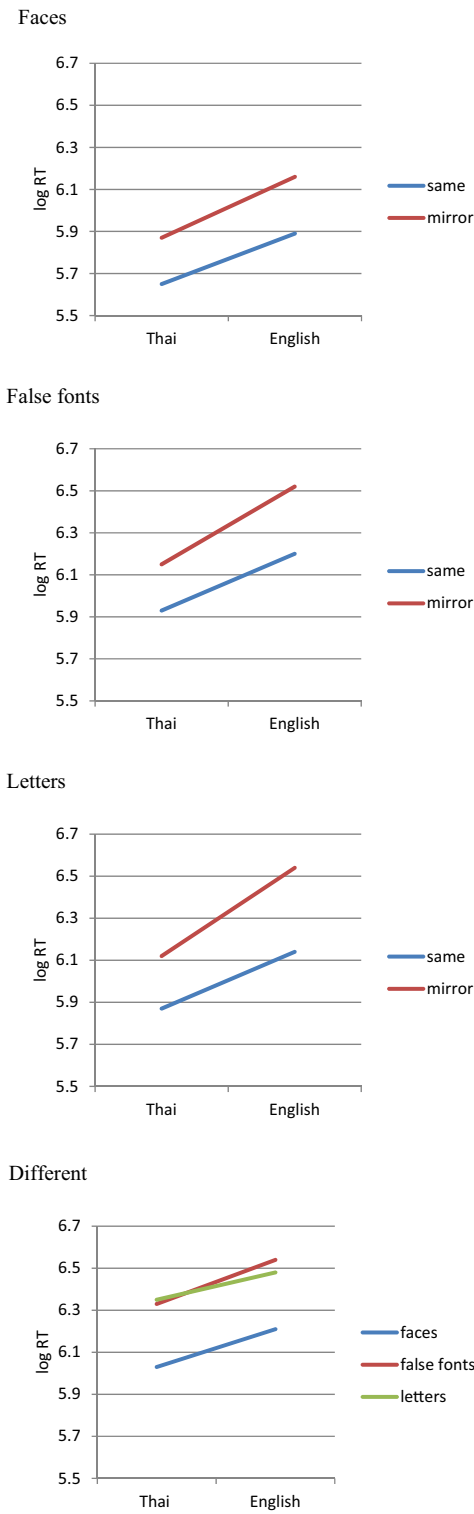 Faces
6.7
6.5
6.3
6.1
5.9
5.7
5.5
log RT
Thai English
same
mirror
False fonts
6.7
6.5
6.3
6.1
5.9
5.7
5.5
log RT
Thai English
same
mirror
Letters
6.7
6.5
6.3
6.1
5.9
5.7
5.5
log RT
Thai English
same
mirror
Different
6.7
6.5
6.3
6.1
5.9
5.7
5.5
log RT
Thai English
faces
false fonts
letters